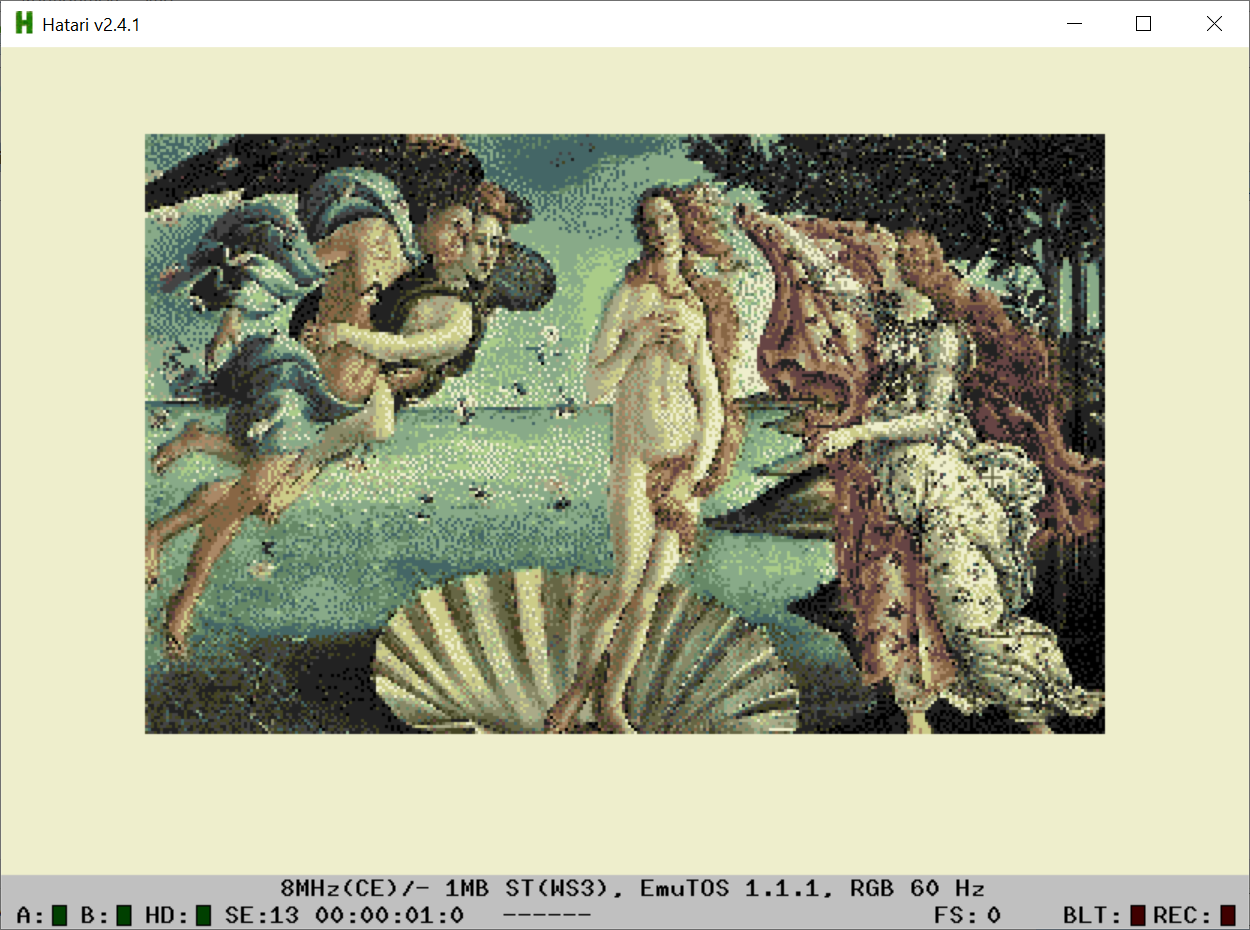 Hatari v2.4.1
8MHz(CE)/- 1MB ST(WS3), EmuTOS 1.1.1, RGB 60 Hz
A: B: HD: SE:13 00:00:01:0 ------ FS: 0 BLT: REC: